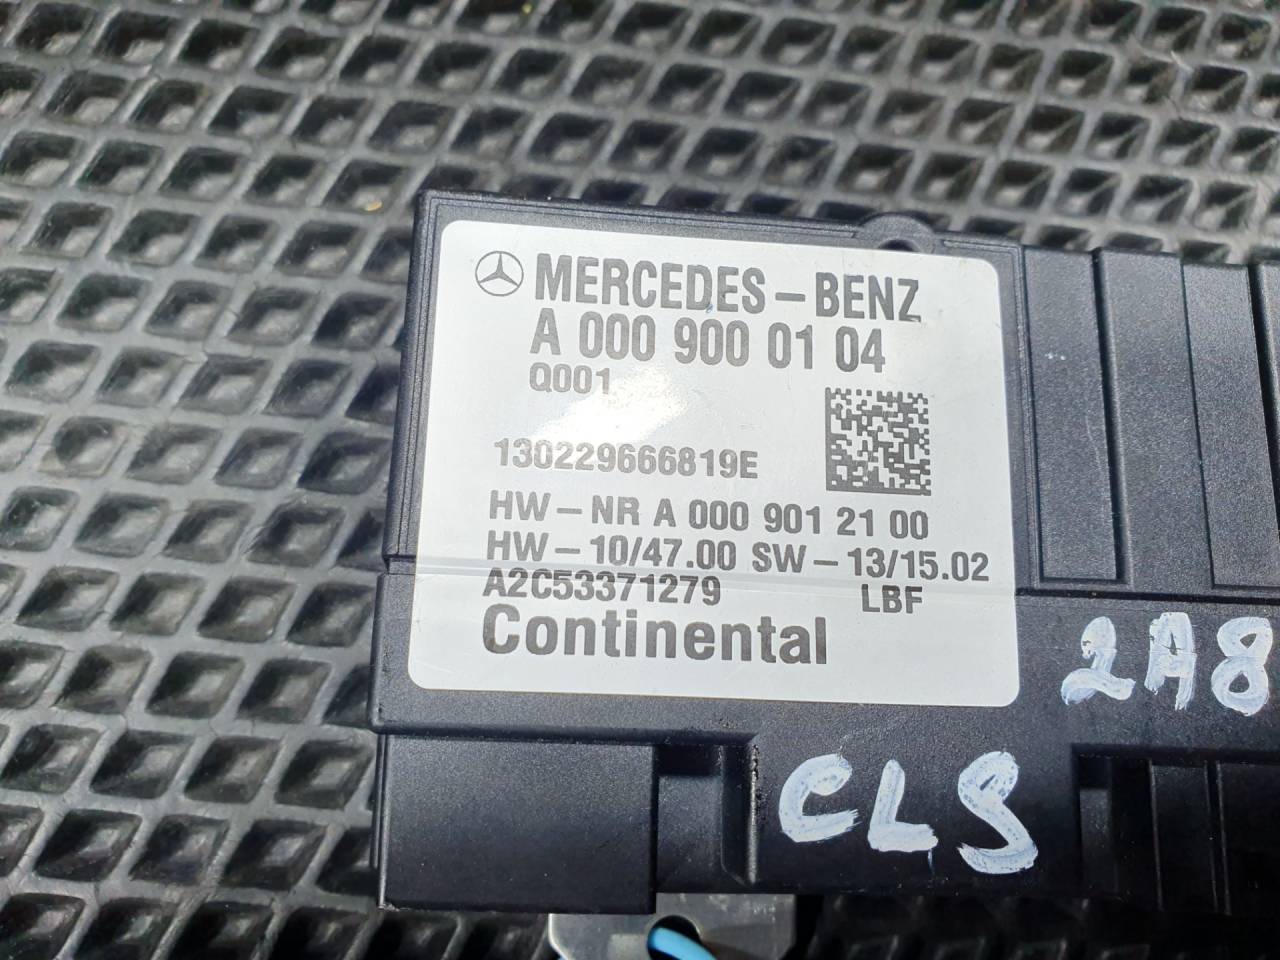 MERCEDES-BENZ
A 000 900 01 04
Q001
130229666819E
HW-NR A 000 901 21 00
HW-10/47.00 SW-13/15.02
A2C53371279 LBF
Continental
2A8
CLS